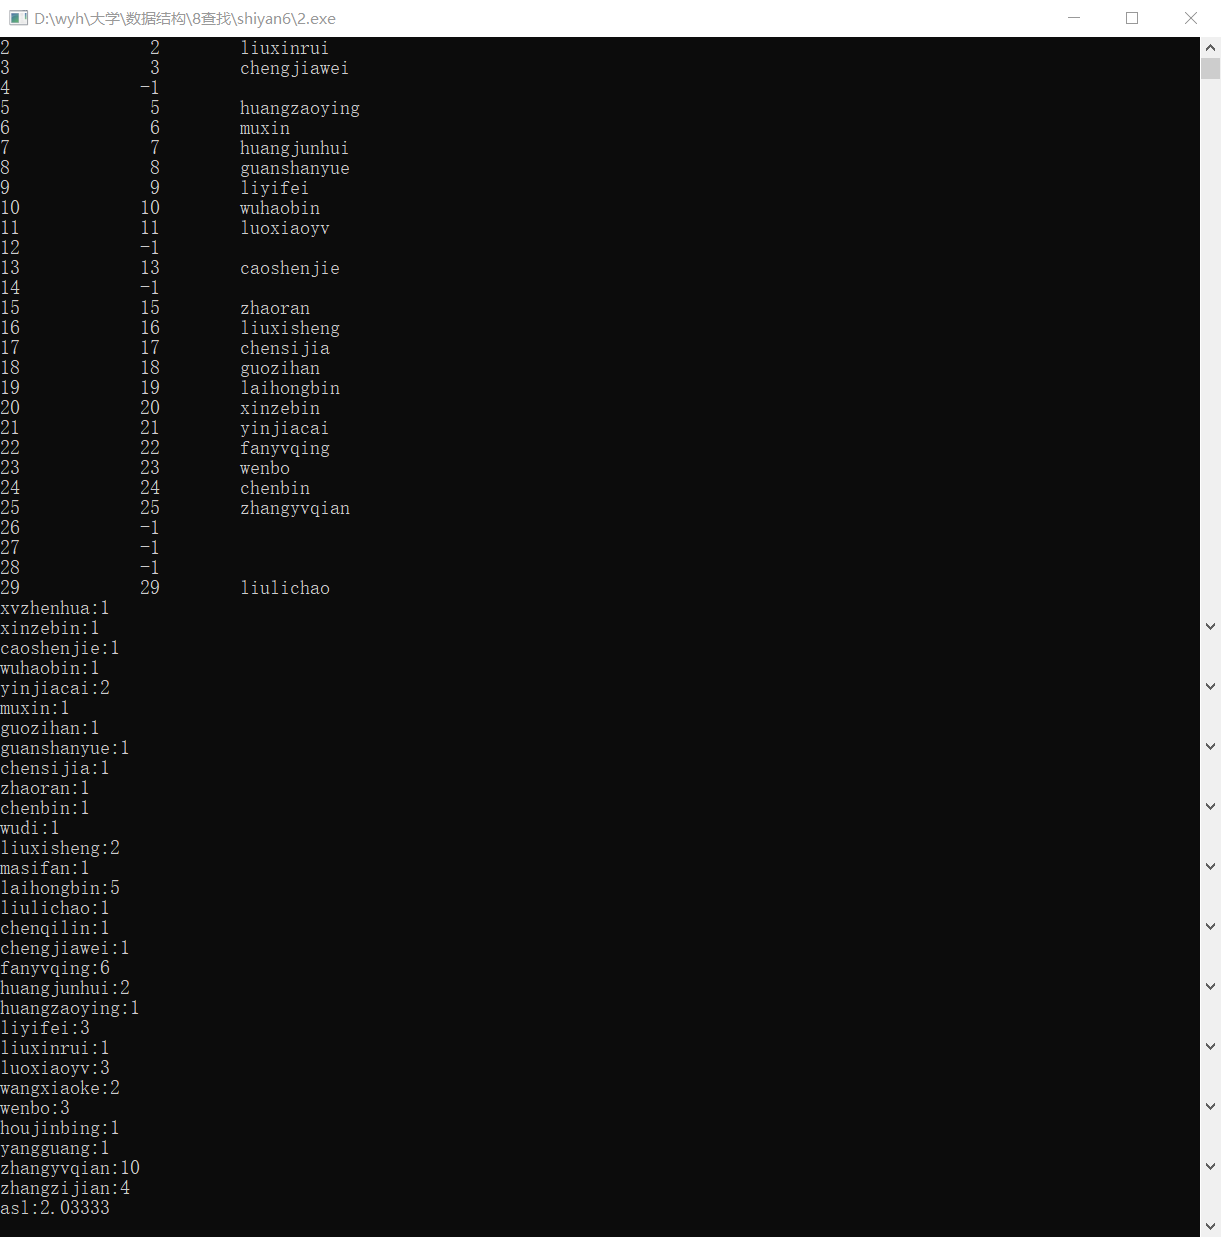 D:\wyh\大学\数据结构\8查找\shiyan6\2.exe
2 2 liuxinrui
3 3 chengjiawei
4 -1
5 5 huangzaoying
6 6 muxin
7 7 huangjunhui
8 8 guanshanyue
9 9 liyifei
10 10 wuhaobin
11 11 luoxiaoyv
12 -1
13 13 caoshenjie
14 -1
15 15 zhaoran
16 16 liuxisheng
17 17 chensijia
18 18 guozihan
19 19 laihongbin
20 20 xinzebin
21 21 yinjiacai
22 22 fanyvqing
23 23 wenbo
24 24 chenbin
25 25 zhangyvqian
26 -1
27 -1
28 -1
29 29 liulichao
xvzhenhua:1
xinzebin:1
caoshenjie:1
wuhaobin:1
yinjiacai:2
muxin:1
guozihan:1
guanshanyue:1
chensijia:1
zhaoran:1
chenbin:1
wudi:1
liuxisheng:2
masifan:1
laihongbin:5
liulichao:1
chenqilin:1
chengjiawei:1
fanyvqing:6
huangjunhui:2
huangzaoying:1
liyifei:3
liuxinrui:1
luoxiaoyv:3
wangxiaoke:2
wenbo:3
houjinbing:1
yangguang:1
zhangyvqian:10
zhangzijian:4
asl:2.03333